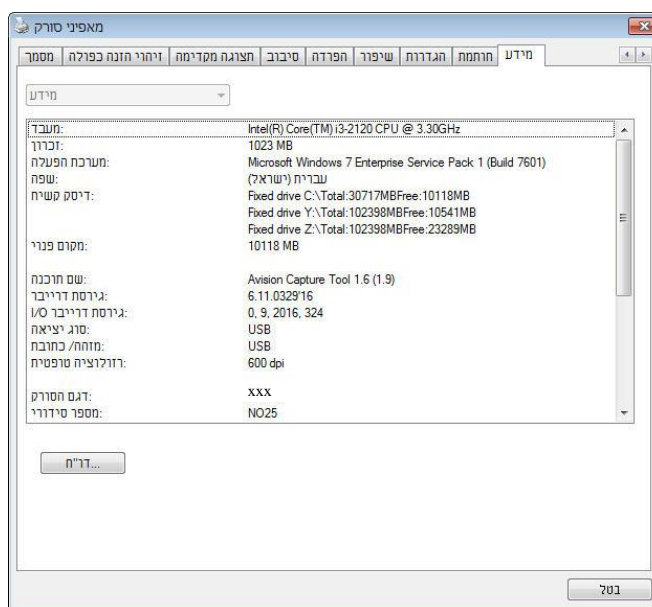 מאפיני סורק
מסמך זיהוי הזנה כפולה תצוגה מקדימה סיבוב הפרדה שיפור הגדרות חותמת מידע
מידע
מעבד: Intel(R) Core(TM) i3-2120 CPU @ 3.30GHz
זכרון: 1023 MB
מערכת הפעלה: Microsoft Windows 7 Enterprise Service Pack 1 (Build 7601)
שפה: עברית (ישראל)
דיסק קשיח: Fixed drive C:\Total:30717MBFree:10118MB
Fixed drive Y:\Total:102398MBFree:10541MB
Fixed drive Z:\Total:102398MBFree:23289MB
מקום פנוי: 10118 MB
שם תוכנה: Avision Capture Tool 1.6 (1.9)
גירסת דרייבר: 6.11.0329'16
גירסת דרייבר I/O: 0, 9, 2016, 324
סוג יציאה: USB
מזהה/ כתובת: USB
רזולוציה טופטית: 600 dpi
דגם הסורק: xxx
מספר סידורי: NO25
דו"ח...
בטל